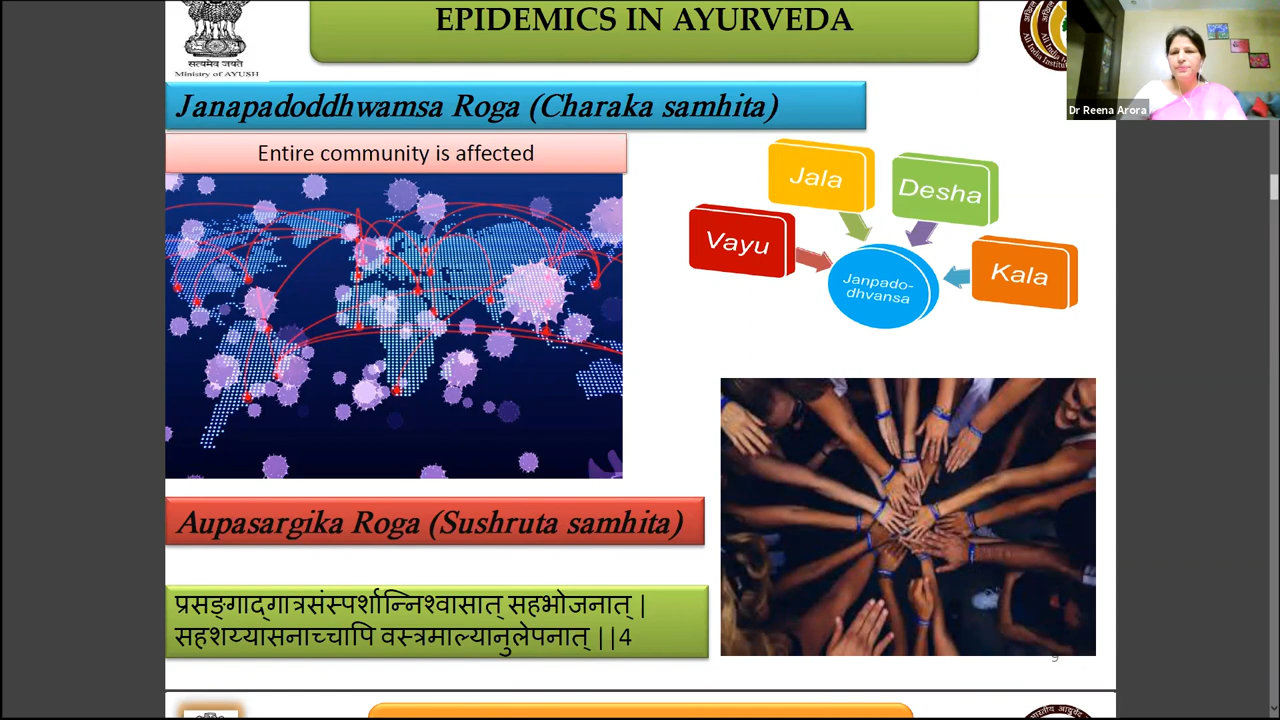 EPIDEMICS IN AYURVEDA
सत्यमेव जयते
Ministry of AYUSH
Dr Reena Arora
Janapadoddhwamsa Roga (Charaka samhita)
Entire community is affected
Jala
Desha
Vayu
Kala
Janpado-
dhvansa
Aupasargika Roga (Sushruta samhita)
प्रसङ्गाद्गात्रसंस्पर्शान्निश्वासात् सहभोजनात् |
सहशय्यासनाच्चापि वस्त्रमाल्यानुलेपनात् ||4
9